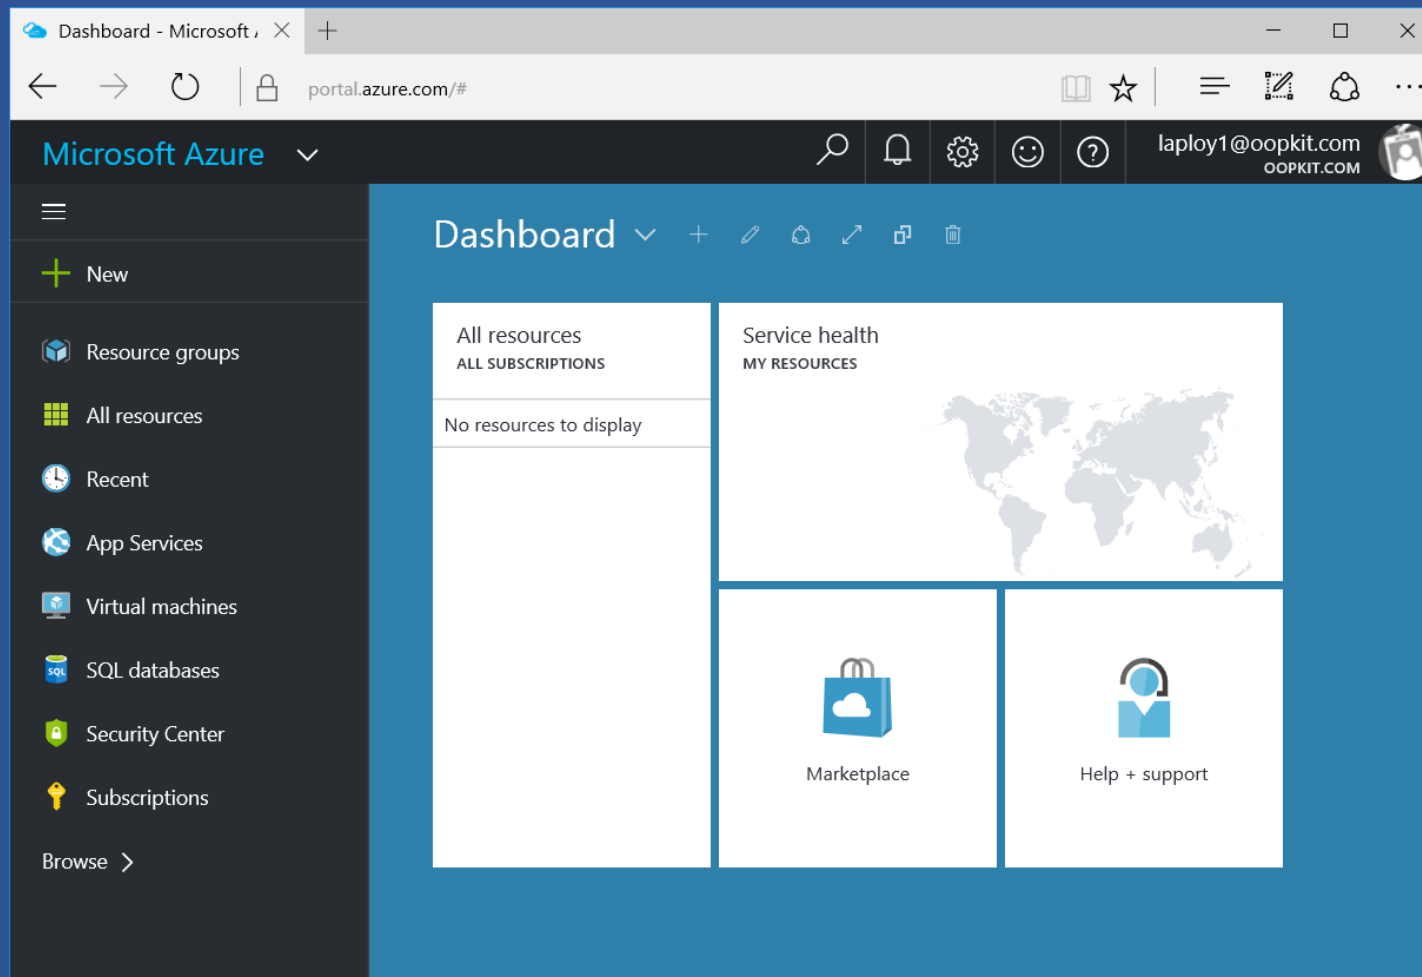 Dashboard - Microsoft
portal.azure.com/#
Microsoft Azure
laploy1@oopkit.com
OOPKIT.COM
New
Resource groups
All resources
Recent
App Services
Virtual machines
SQL
SQL databases
Security Center
Subscriptions
Browse
Dashboard
All resources
ALL SUBSCRIPTIONS
No resources to display
Service health
MY RESOURCES
Marketplace
Help + support